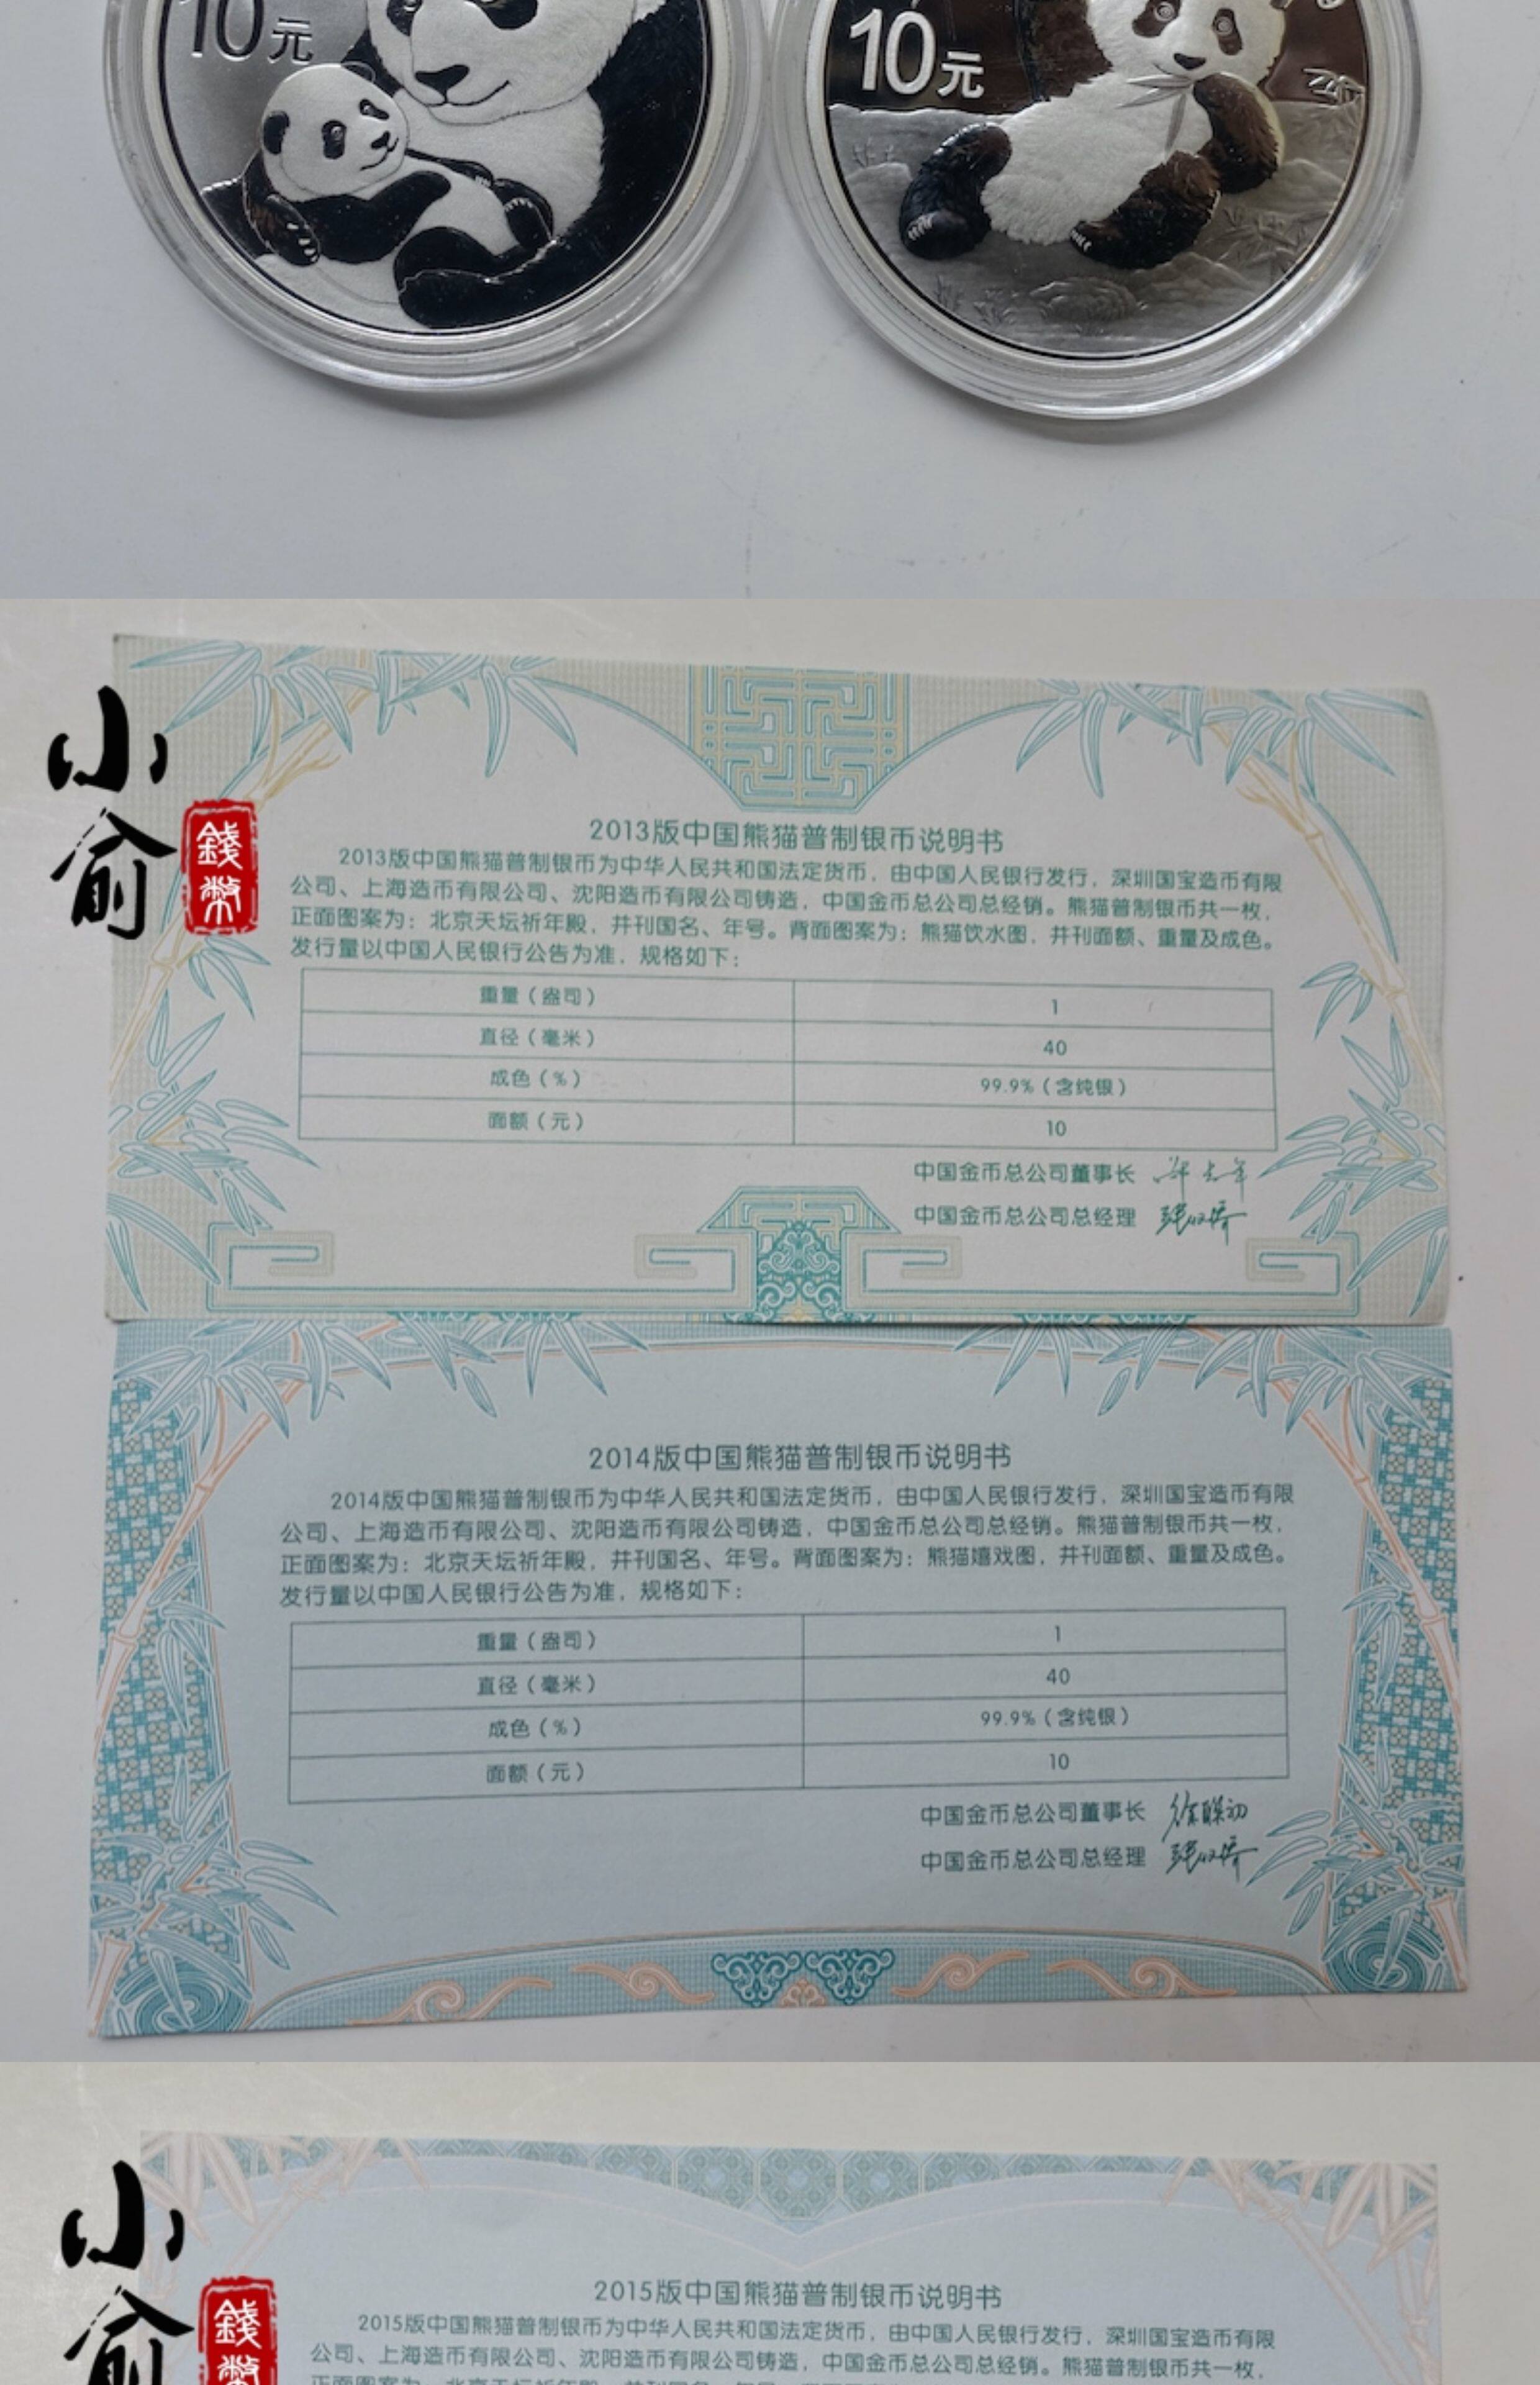 10元
10元
小俞
錢幣
2013版中国熊猫普制银币说明书
2013版中国熊猫普制银币为中华人民共和国法定货币，由中国人民银行发行，深圳国宝造币有限
公司、上海造币有限公司、沈阳造币有限公司铸造，中国金币总公司总经销。熊猫普制银币共一枚，
正面图案为：北京天坛祈年殿，并刊国名、年号。背面图案为：熊猫饮水图，并刊面额、重量及成色。
发行量以中国人民银行公告为准，规格如下：
重量（盎司） 1
直径（毫米） 40
成色（%） 99.9%（含纯银）
面额（元） 10
中国金币总公司董事长
中国金币总公司总经理
2014版中国熊猫普制银币说明书
2014版中国熊猫普制银币为中华人民共和国法定货币，由中国人民银行发行，深圳国宝造币有限
公司、上海造币有限公司、沈阳造币有限公司铸造，中国金币总公司总经销。熊猫普制银币共一枚，
正面图案为：北京天坛祈年殿，并刊国名、年号。背面图案为：熊猫嬉戏图，并刊面额、重量及成色。
发行量以中国人民银行公告为准，规格如下：
重量（盎司） 1
直径（毫米） 40
成色（%） 99.9%（含纯银）
面额（元） 10
中国金币总公司董事长
中国金币总公司总经理
小俞
錢幣
2015版中国熊猫普制银币说明书
2015版中国熊猫普制银币为中华人民共和国法定货币，由中国人民银行发行，深圳国宝造币有限
公司、上海造币有限公司、沈阳造币有限公司铸造，中国金币总公司总经销。熊猫普制银币共一枚，